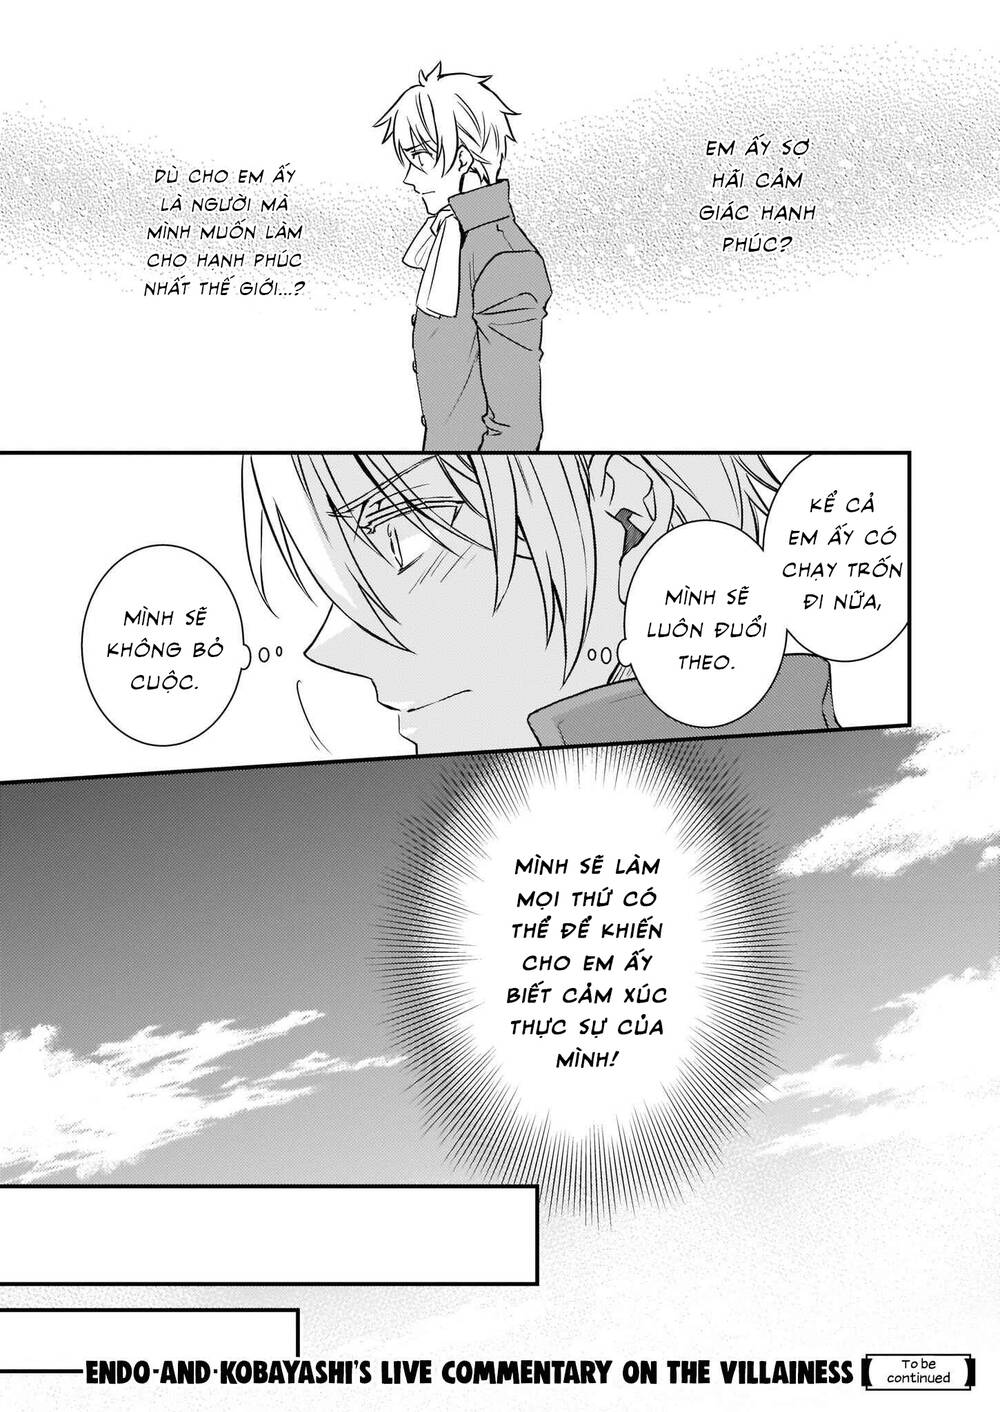 EM ẤY SỢ
HÃI CẢM
GIÁC HẠNH
PHÚC?
DÙ CHO EM ẤY
LÀ NGƯỜI MÀ
MÌNH MUỐN LÀM
CHO HẠNH PHÚC
NHẤT THẾ GIỚI...?
KỂ CẢ
EM ẤY CÓ
CHẠY TRỐN
ĐI NỮA,
MÌNH SẼ
LUÔN ĐUỔI
THEO.
MÌNH SẼ
KHÔNG BỎ
CUỘC.
MÌNH SẼ LÀM
MỌI THỨ CÓ
THỂ ĐỂ KHIẾN
CHO EM ẤY
BIẾT CẢM XÚC
THỰC SỰ CỦA
MÌNH!
ENDO-AND-KOBAYASHI'S LIVE COMMENTARY ON THE VILLAINESS
To be
continued